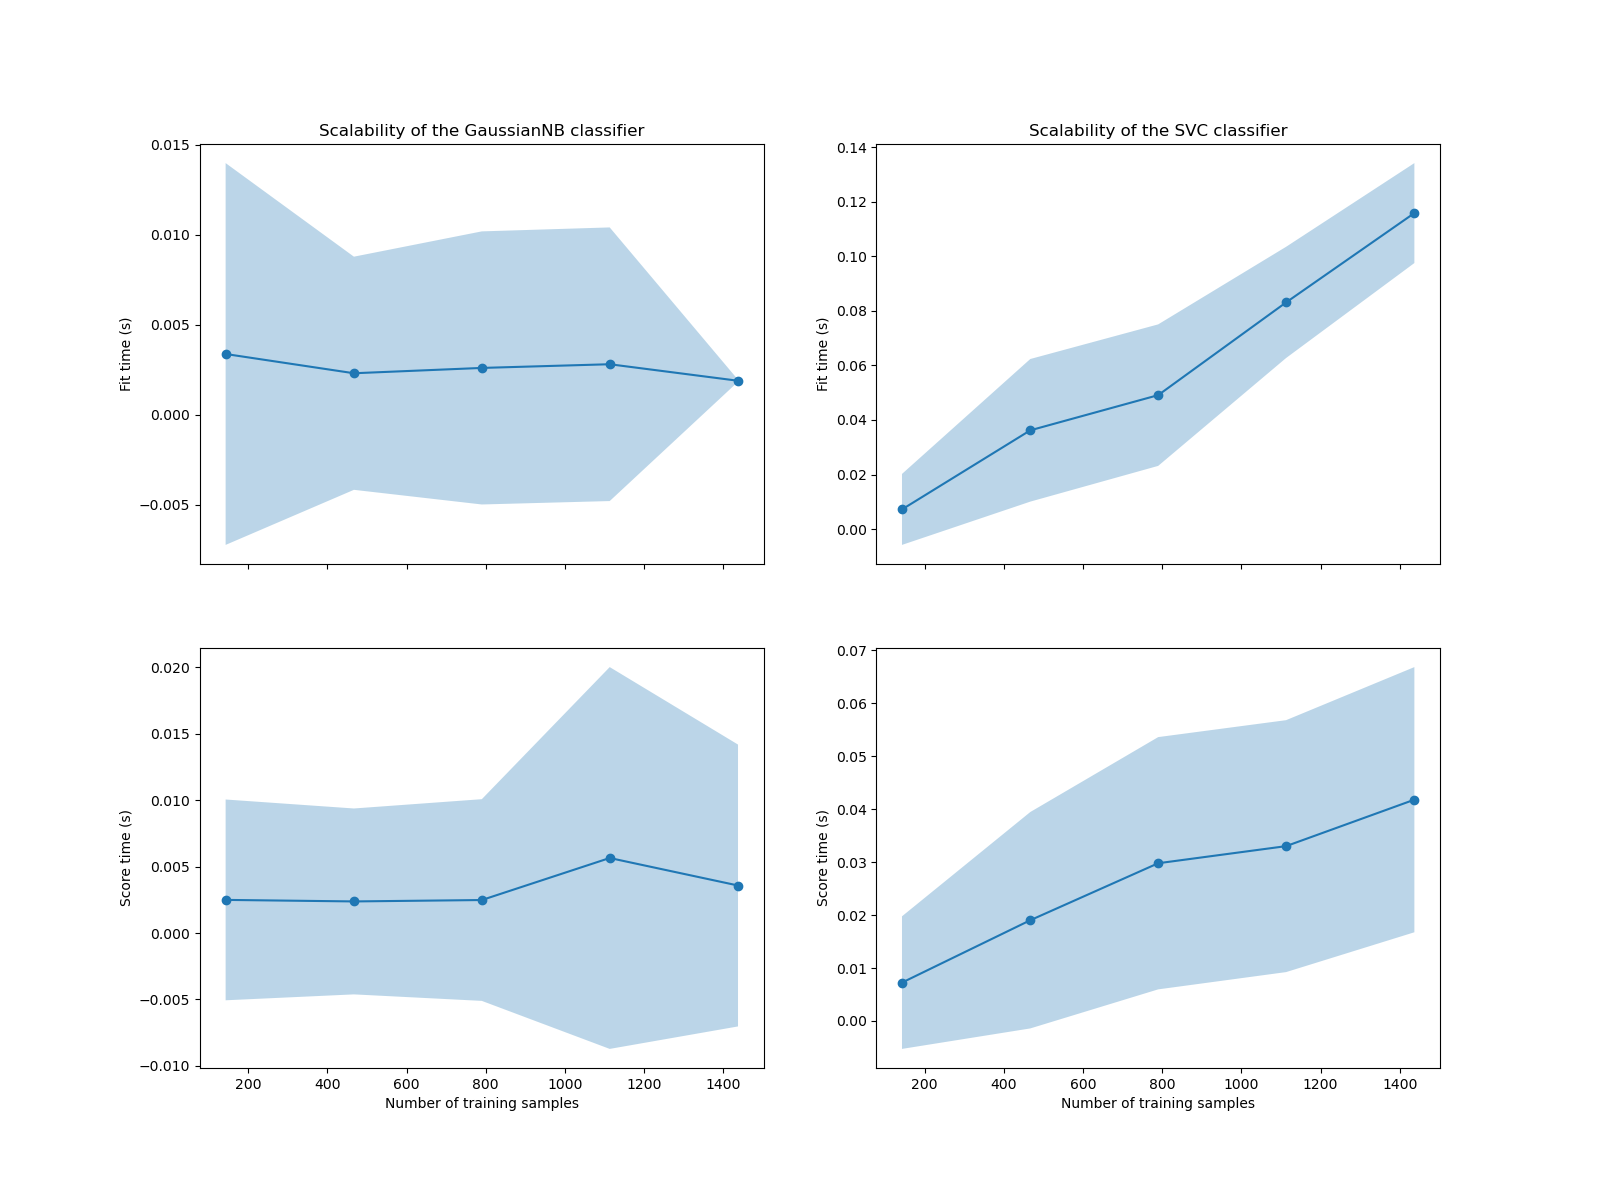 Scalability of the GaussianNB classifier
0.015
0.010
0.005
0.000
−0.005
Fit time (s)
Scalability of the SVC classifier
0.14
0.12
0.10
0.08
0.06
0.04
0.02
0.00
Fit time (s)
0.020
0.015
0.010
0.005
0.000
−0.005
−0.010
Score time (s)
200 400 600 800 1000 1200 1400
Number of training samples
0.07
0.06
0.05
0.04
0.03
0.02
0.01
0.00
Score time (s)
200 400 600 800 1000 1200 1400
Number of training samples